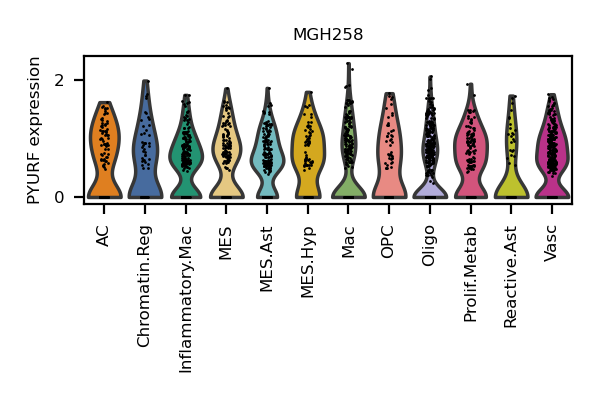 MGH258
PYURF expression
2
0
AC
Chromatin.Reg
Inflammatory.Mac
MES
MES.Ast
MES.Hyp
Mac
OPC
Oligo
Prolif.Metab
Reactive.Ast
Vasc